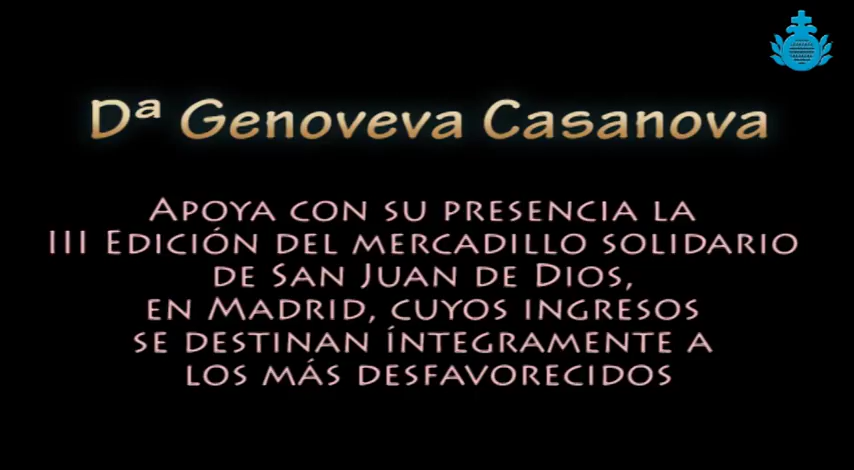 Dª Genoveva Casanova
Apoya con su presencia la
III Edición del mercadillo solidario
de San Juan de Dios,
en Madrid, cuyos ingresos
se destinan íntegramente a
los más desfavorecidos